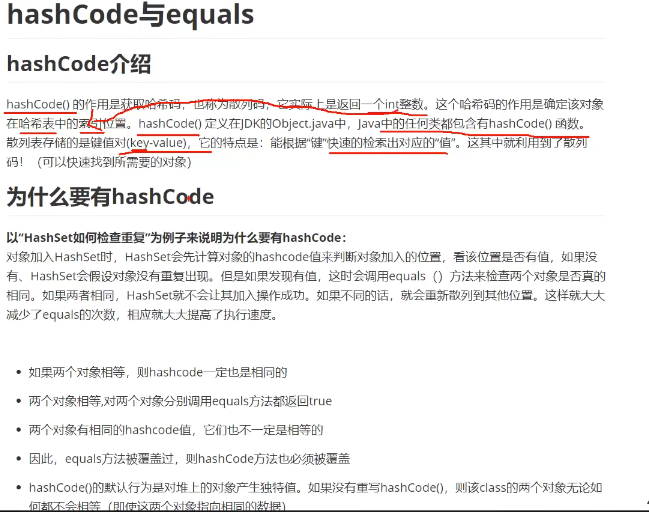 hashCode与equals
hashCode介绍
hashCode() 的作用是获取哈希码，也称为散列码；它实际上是返回一个int整数。这个哈希码的作用是确定该对象
在哈希表中的索引位置。hashCode() 定义在JDK的Object.java中，Java中的任何类都包含有hashCode() 函数。
散列表存储的是键值对(key-value)，它的特点是：能根据“键”快速的检索出对应的“值”。这其中就利用到了散列
码！（可以快速找到所需要的对象）
为什么要有hashCode
以“HashSet如何检查重复”为例子来说明为什么要有hashCode：
对象加入HashSet时，HashSet会先计算对象的hashcode值来判断对象加入的位置，看该位置是否有值，如果没
有、HashSet会假设对象没有重复出现。但是如果发现有值，这时会调用equals（）方法来检查两个对象是否真的
相同。如果两者相同，HashSet就不会让其加入操作成功。如果不同的话，就会重新散列到其他位置。这样就大大
减少了equals的次数，相应就大大提高了执行速度。
• 如果两个对象相等，则hashcode一定也是相同的
• 两个对象相等,对两个对象分别调用equals方法都返回true
• 两个对象有相同的hashcode值，它们也不一定是相等的
• 因此，equals方法被覆盖过，则hashCode方法也必须被覆盖
• hashCode()的默认行为是对堆上的对象产生独特值。如果没有重写hashCode()，则该class的两个对象无论如
何都不会相等（即使这两个对象指向相同的数据）